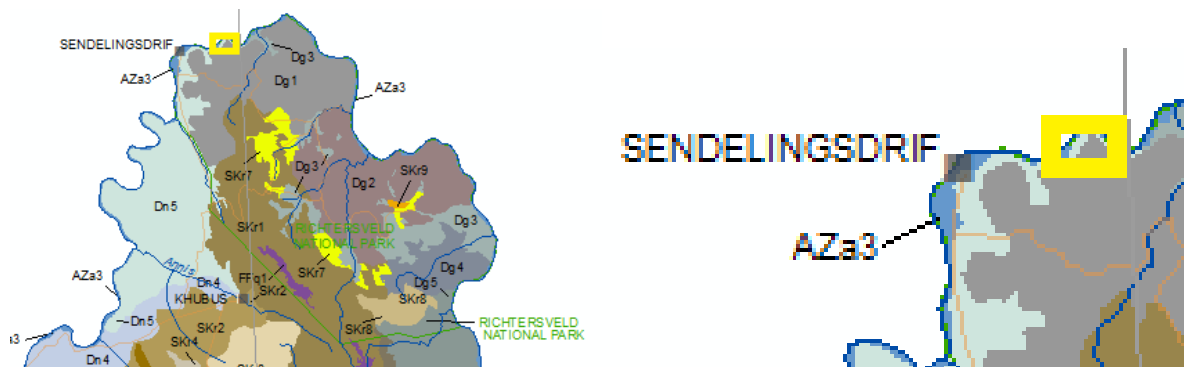 SENDELINGSDRIF
Dg3
AZa3
Dg1
AZa3
SKr7
Dg3
Dg2
SKr9
Dn5
SKr1
RICHTERSVELD
NATIONAL PARK
Dg3
Annis
AZa3
Dn4
FFq1
SKr7
Dg4
KHUBUS
SKr2
Dg5
SKr8
Dn5
SKr2
SKr8
RICHTERSVELD
NATIONAL PARK
SKr4
Dn4
SENDELINGSDRIF
AZa3